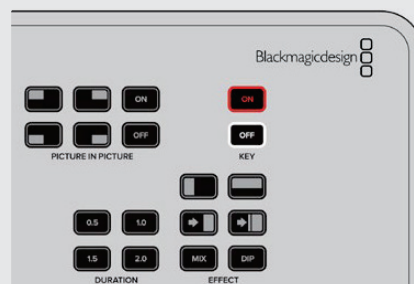 Blackmagicdesign
ON
ON
OFF
OFF
PICTURE IN PICTURE
KEY
0.5
1.0
1.5
2.0
MIX
DIP
DURATION
EFFECT